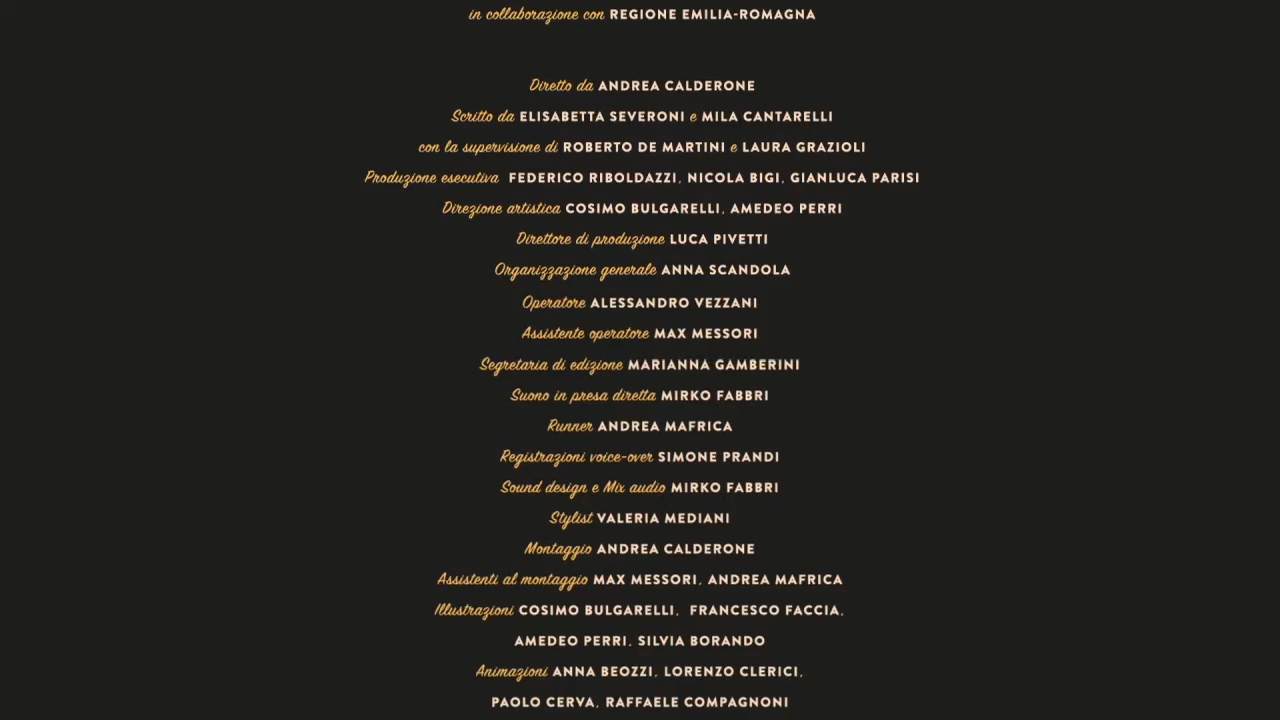 in collaborazione con REGIONE EMILIA-ROMAGNA
Diretto da ANDREA CALDERONE
Scritto da ELISABETTA SEVERONI e MILA CANTARELLI
con la supervisione di ROBERTO DE MARTINI e LAURA GRAZIOLI
Produzione esecutiva FEDERICO RIBOLDAZZI, NICOLA BIGI, GIANLUCA PARISI
Direzione artistica COSIMO BULGARELLI, AMEDEO PERRI
Direttore di produzione LUCA PIVETTI
Organizzazione generale ANNA SCANDOLA
Operatore ALESSANDRO VEZZANI
Assistente operatore MAX MESSORI
Segretaria di edizione MARIANNA GAMBERINI
Suono in presa diretta MIRKO FABBRI
Runner ANDREA MAFRICA
Registrazioni voice-over SIMONE PRANDI
Sound design e Mix audio MIRKO FABBRI
Stylist VALERIA MEDIANI
Montaggio ANDREA CALDERONE
Assistenti al montaggio MAX MESSORI, ANDREA MAFRICA
Illustrazioni COSIMO BULGARELLI, FRANCESCO FACCIA,
AMEDEO PERRI, SILVIA BORANDO
Animazioni ANNA BEOZZI, LORENZO CLERICI,
PAOLO CERVA, RAFFAELE COMPAGNONI